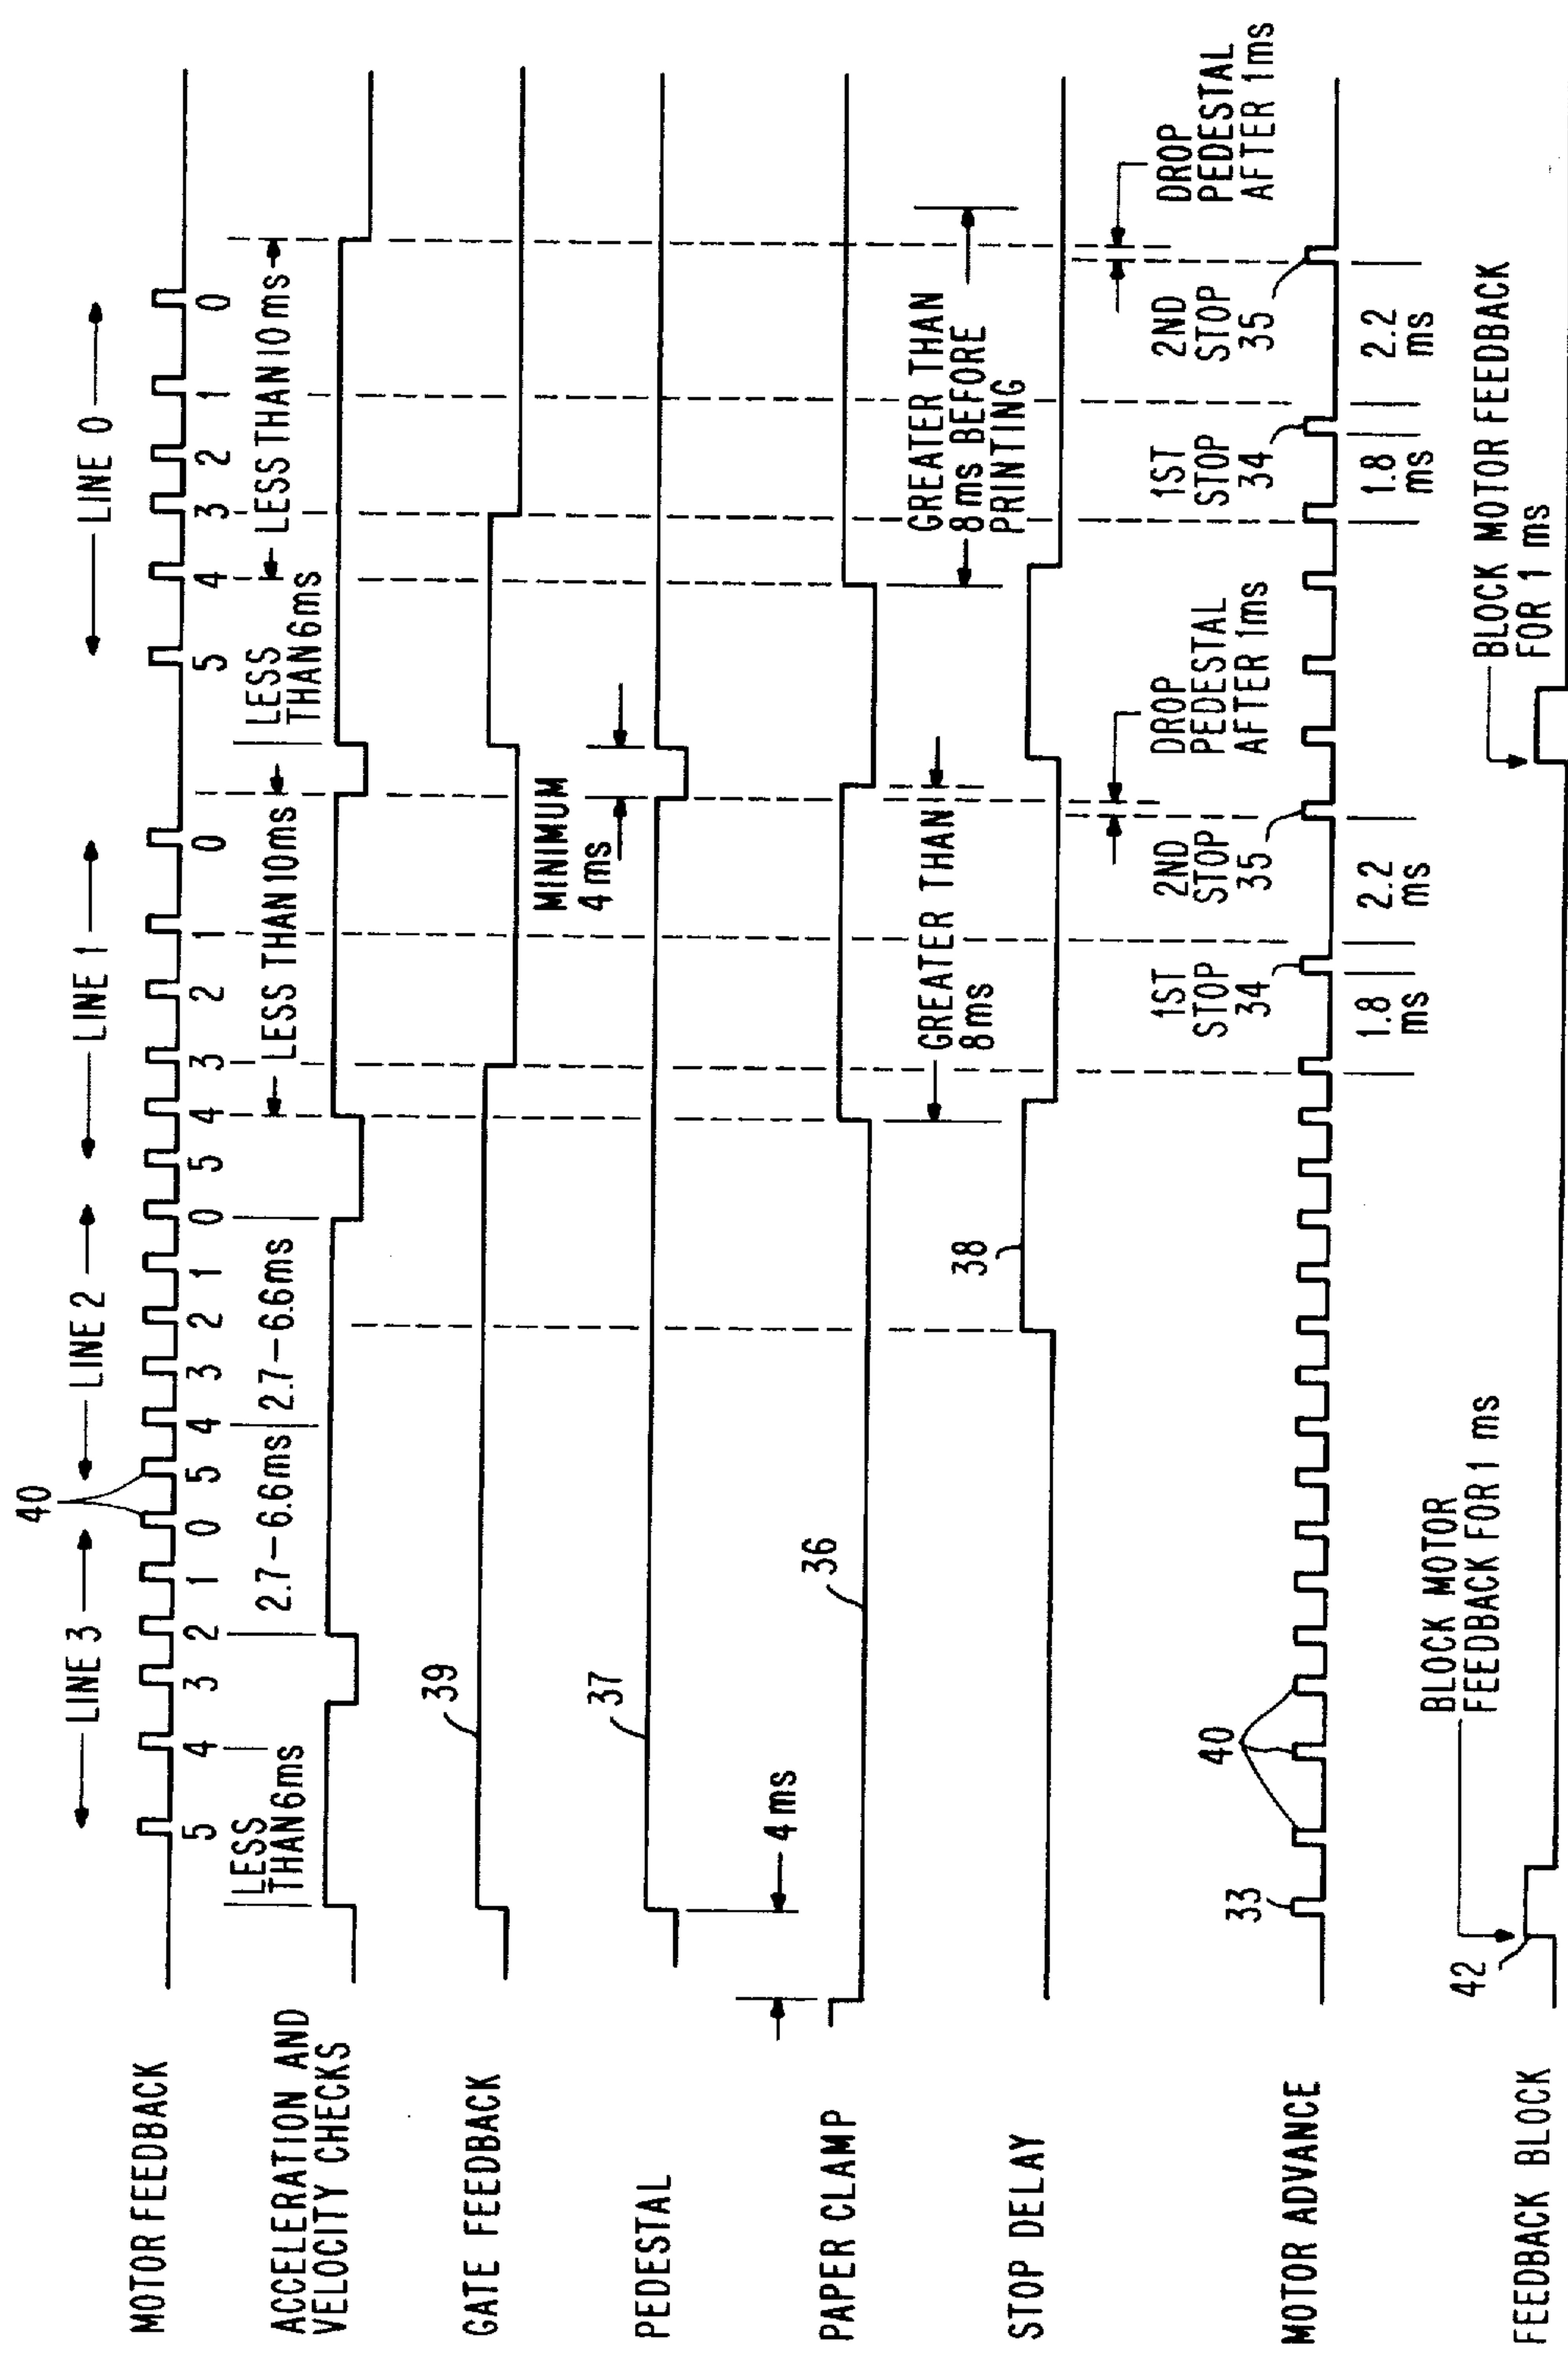 40
LINE 3
LINE 2
LINE 1
LINE 0
MOTOR FEEDBACK
5 4 3 2 1 0 5 4 3 2 1 0 5 4 3 2 1 0 5 4 3 2 1 0
ACCELERATION AND
VELOCITY CHECKS
LESS
THAN 6ms
2.7-6.6ms
2.7-6.6ms
LESS THAN 10ms
LESS
THAN 6ms
LESS THAN 10ms
GATE FEEDBACK
39
PEDESTAL
37
MINIMUM
4 ms
4 ms
PAPER CLAMP
36
GREATER THAN
8ms
GREATER THAN
8ms BEFORE
PRINTING
STOP DELAY
38
DROP
PEDESTAL
AFTER 1ms
DROP
PEDESTAL
AFTER 1ms
MOTOR ADVANCE
33
40
1ST
STOP
34
2ND
STOP
35
1ST
STOP
34
2ND
STOP
35
1.8
ms
2.2
ms
1.8
ms
2.2
ms
FEEDBACK BLOCK
42
BLOCK MOTOR
FEEDBACK FOR 1 ms
BLOCK MOTOR FEEDBACK
FOR 1 ms